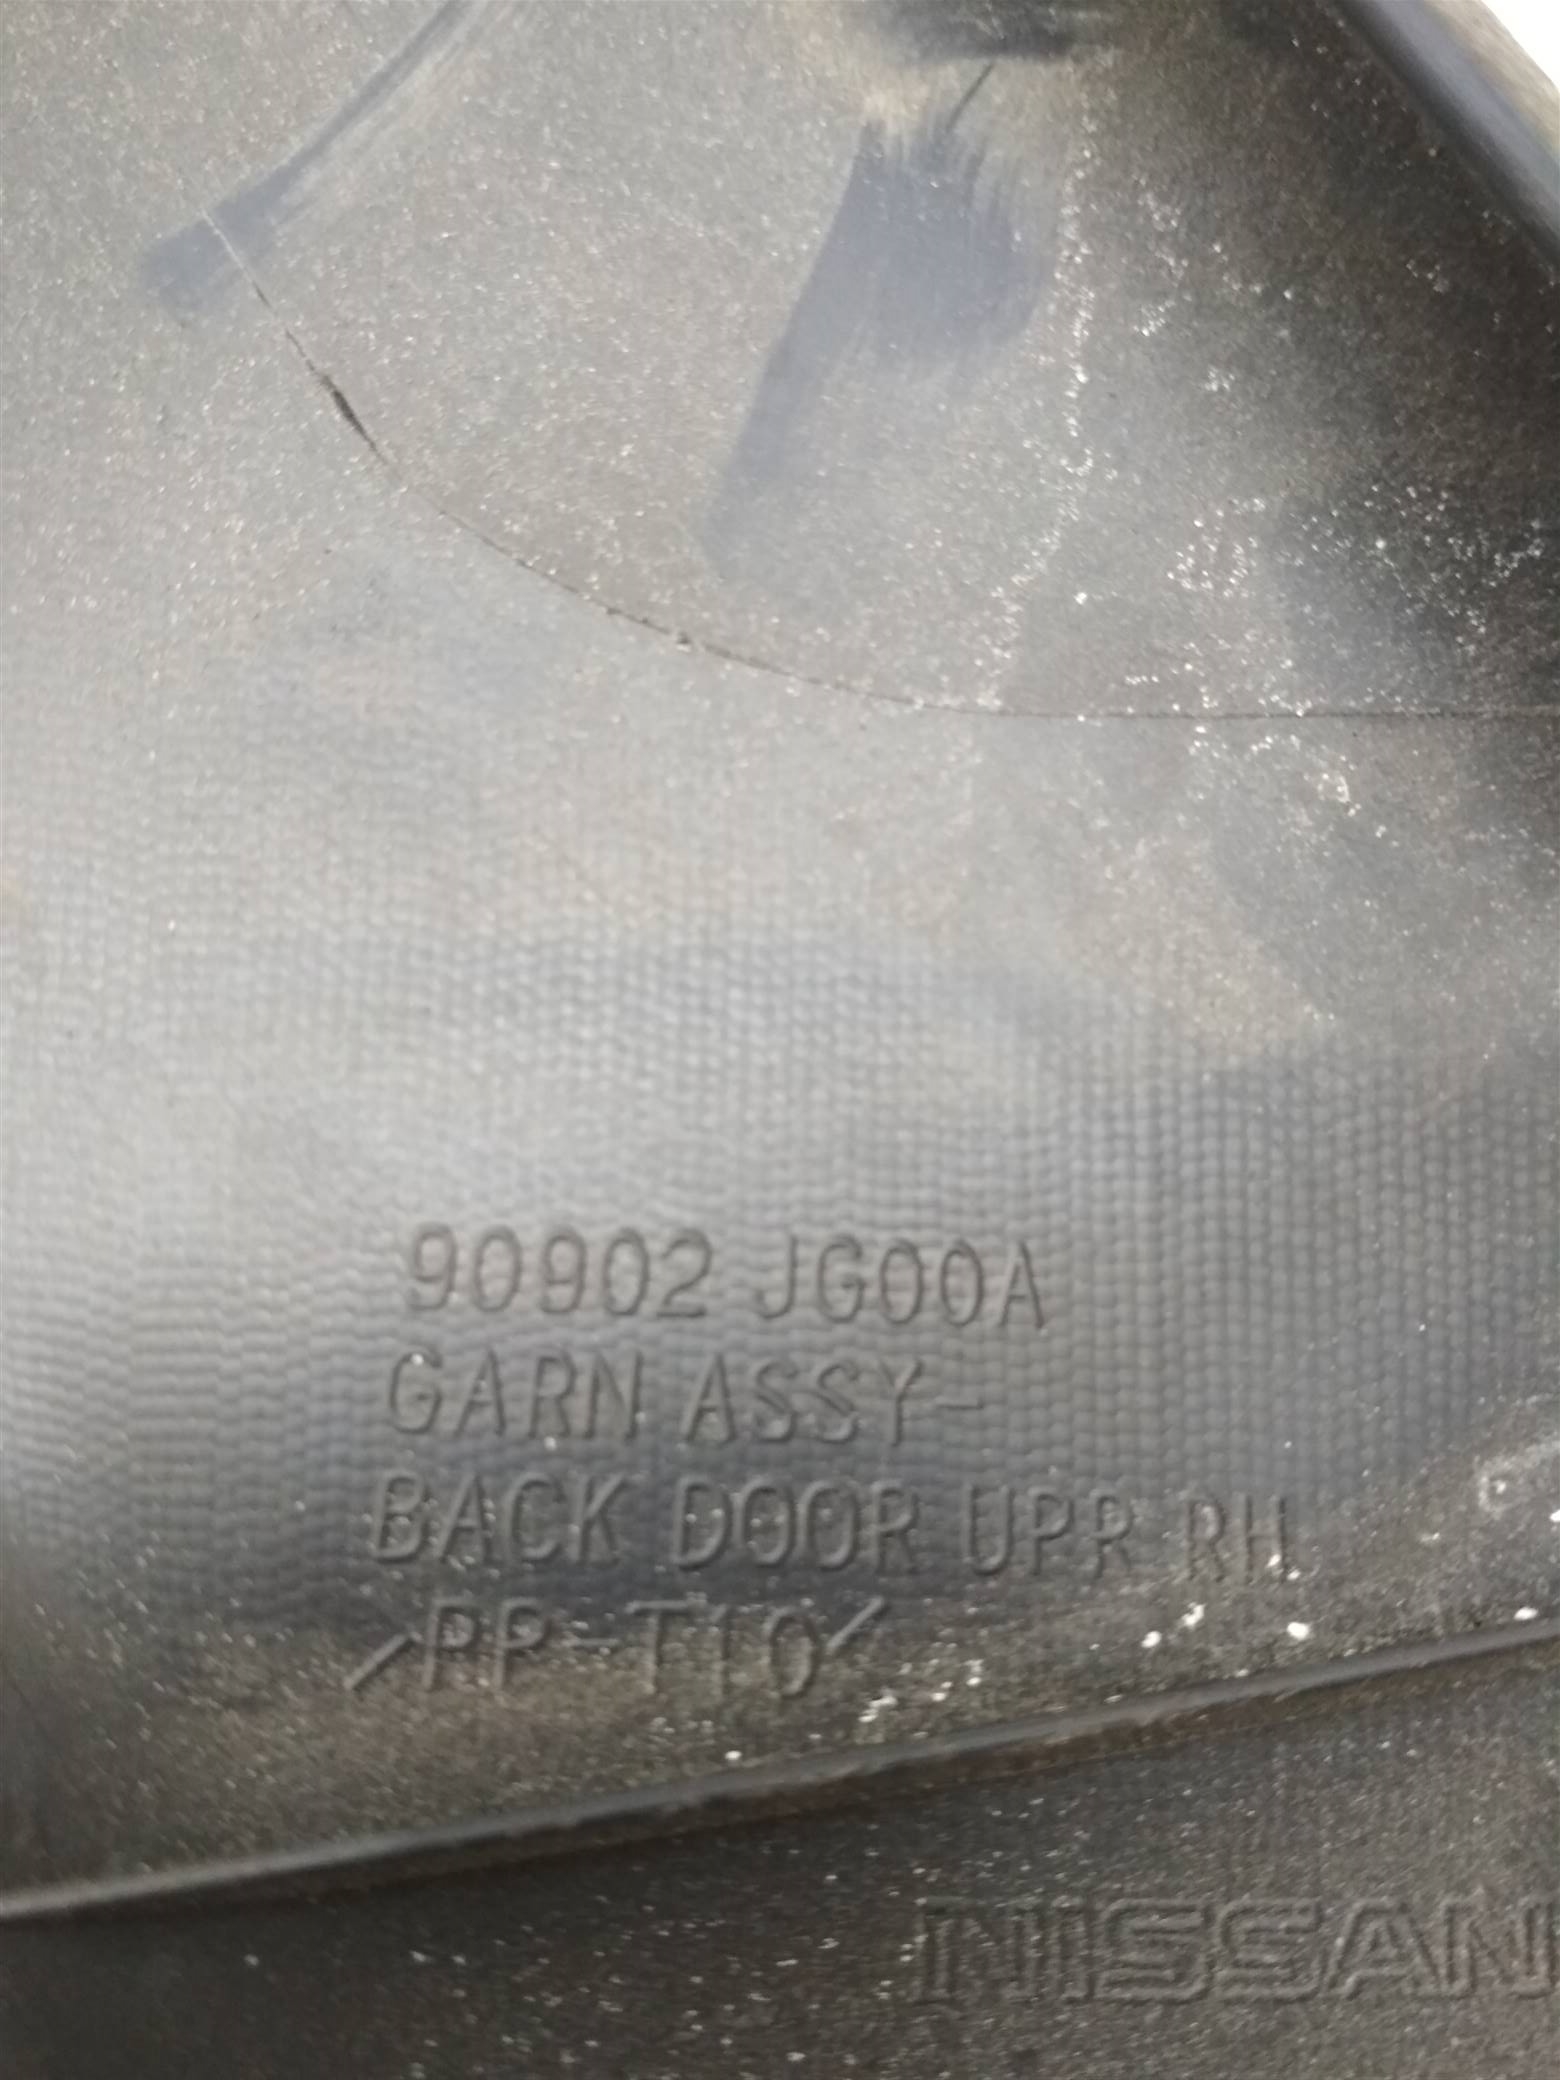 90902 JG00A
GARN ASSY-
BACK DOOR UPR RH
>PP-T10<
NISSAN